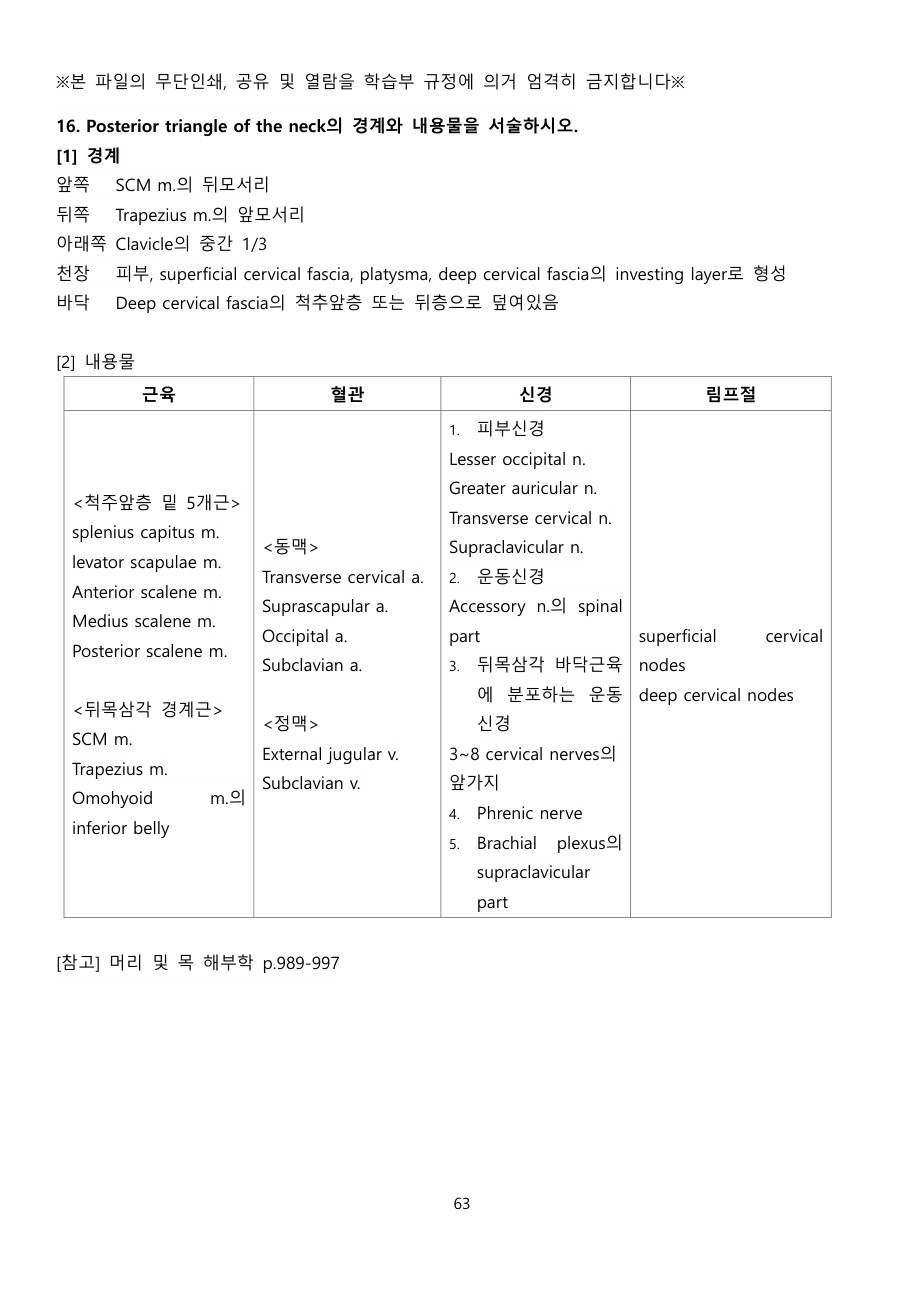 ※본 파일의 무단인쇄, 공유 및 열람을 학습부 규정에 의거 엄격히 금지합니다※
16. Posterior triangle of the neck의 경계와 내용물을 서술하시오.
[1] 경계
앞쪽 SCM m.의 뒤모서리
뒤쪽 Trapezius m.의 앞모서리
아래쪽 Clavicle의 중간 1/3
천장 피부, superficial cervical fascia, platysma, deep cervical fascia의 investing layer로 형성
바닥 Deep cervical fascia의 척추앞층 또는 뒤층으로 덮여있음
[2] 내용물
근육
혈관
신경
림프절
<척주앞층 밑 5개근>
splenius capitus m.
levator scapulae m.
Anterior scalene m.
Medius scalene m.
Posterior scalene m.
<뒤목삼각 경계근>
SCM m.
Trapezius m.
Omohyoid m.의
inferior belly
<동맥>
Transverse cervical a.
Suprascapular a.
Occipital a.
Subclavian a.
<정맥>
External jugular v.
Subclavian v.
1. 피부신경
Lesser occipital n.
Greater auricular n.
Transverse cervical n.
Supraclavicular n.
2. 운동신경
Accessory n.의 spinal
part
3. 뒤목삼각 바닥근육
에 분포하는 운동
신경
3~8 cervical nerves의
앞가지
4. Phrenic nerve
5. Brachial plexus의
supraclavicular
part
superficial cervical
nodes
deep cervical nodes
[참고] 머리 및 목 해부학 p.989-997
63